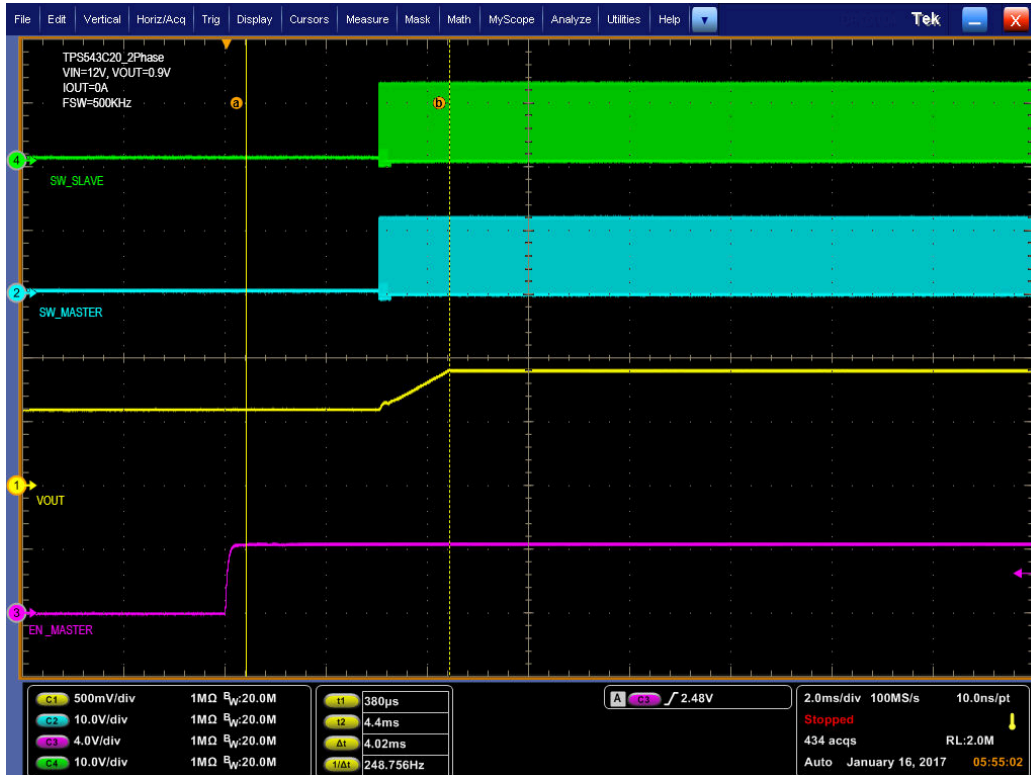 File Edit Vertical Horiz/Acq Trig Display Cursors Measure Mask Math MyScope Analyze Utilities Help Tek X
TPS543C20_2Phase
VIN=12V, VOUT=0.9V
IOUT=0A
FSW=500KHz
a b
4
SW_SLAVE
2
SW_MASTER
1
VOUT
3
EN_MASTER
C1 500mV/div 1MΩ BW:20.0M
C2 10.0V/div 1MΩ BW:20.0M
C3 4.0V/div 1MΩ BW:20.0M
C4 10.0V/div 1MΩ BW:20.0M
t1 380µs
t2 4.4ms
Δt 4.02ms
1/Δt 248.756Hz
A C3 2.48V
2.0ms/div 100MS/s 10.0ns/pt
Stopped
434 acqs RL:2.0M
Auto January 16, 2017 05:55:02